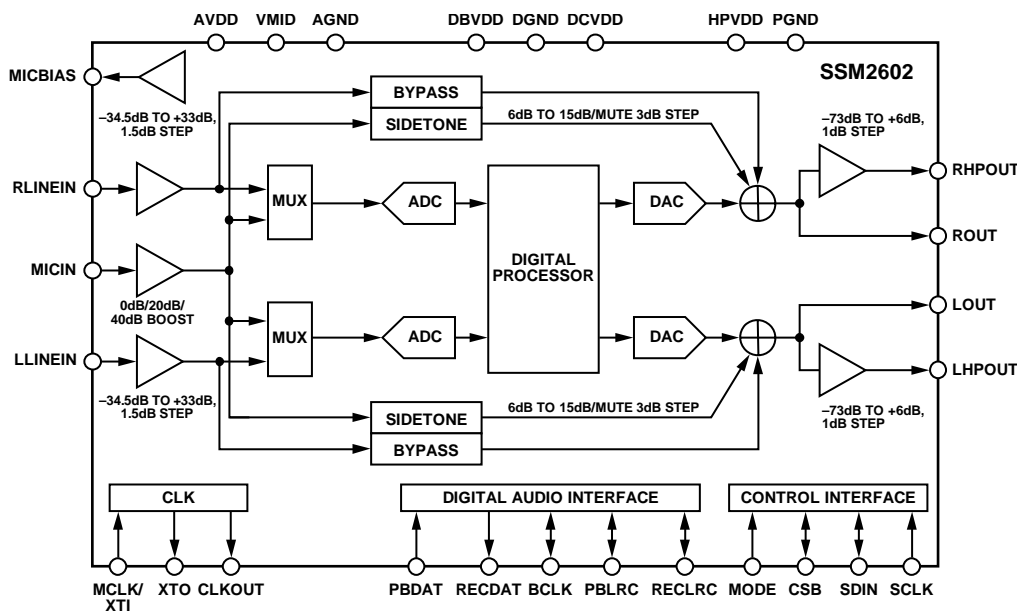 AVDD VMID AGND DBVDD DGND DCVDD HPVDD PGND
SSM2602
MICBIAS
–34.5dB TO +33dB,
1.5dB STEP
BYPASS
SIDETONE
6dB TO 15dB/MUTE 3dB STEP
–73dB TO +6dB,
1dB STEP
RLINEIN
MUX
ADC
DAC
RHPOUT
ROUT
MICIN
0dB/20dB/
40dB BOOST
DIGITAL
PROCESSOR
LOUT
LLINEIN
MUX
ADC
DAC
LHPOUT
–34.5dB TO +33dB,
1.5dB STEP
SIDETONE
BYPASS
6dB TO 15dB/MUTE 3dB STEP
–73dB TO +6dB,
1dB STEP
CLK
DIGITAL AUDIO INTERFACE
CONTROL INTERFACE
MCLK/
XTI
XTO CLKOUT
PBDAT RECDAT BCLK PBLRC RECLRC
MODE CSB SDIN SCLK